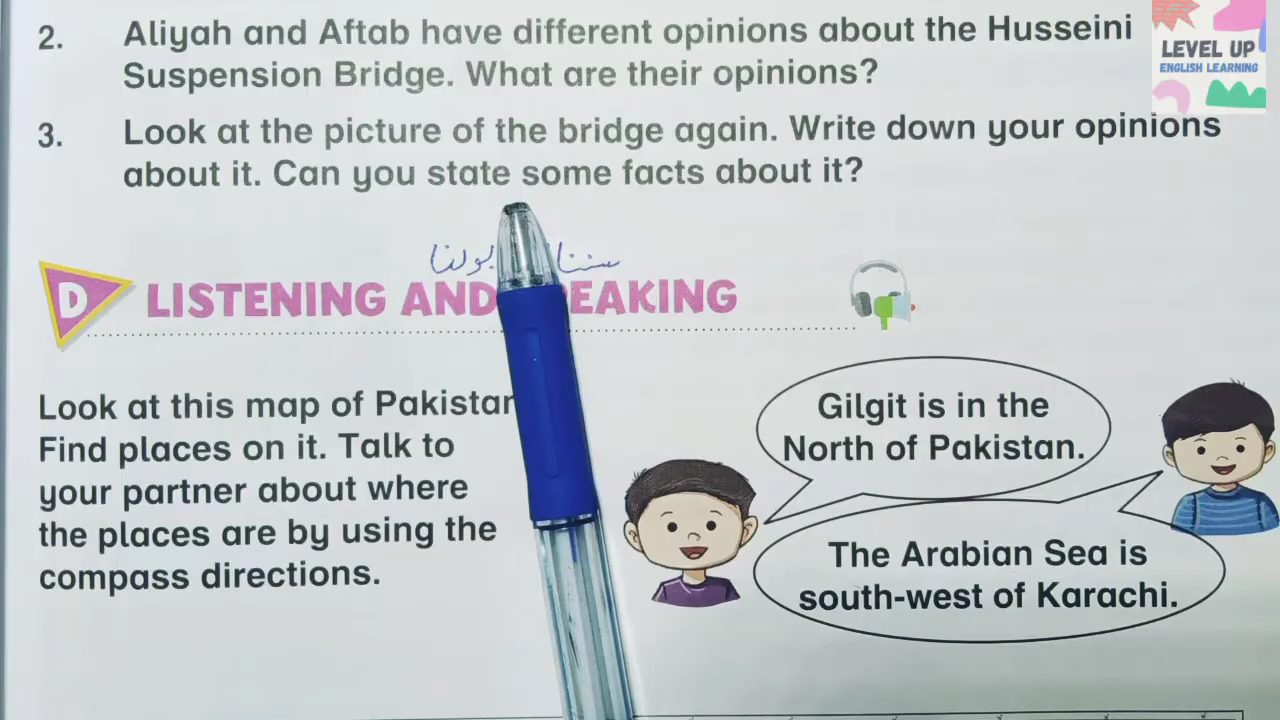 2. Aliyah and Aftab have different opinions about the Husseini
Suspension Bridge. What are their opinions?
3. Look at the picture of the bridge again. Write down your opinions
about it. Can you state some facts about it?
LEVEL UP
ENGLISH LEARNING
سننا بولنا
D LISTENING AND EAKING
Look at this map of Pakistan
Find places on it. Talk to
your partner about where
the places are by using the
compass directions.
Gilgit is in the
North of Pakistan.
The Arabian Sea is
south-west of Karachi.